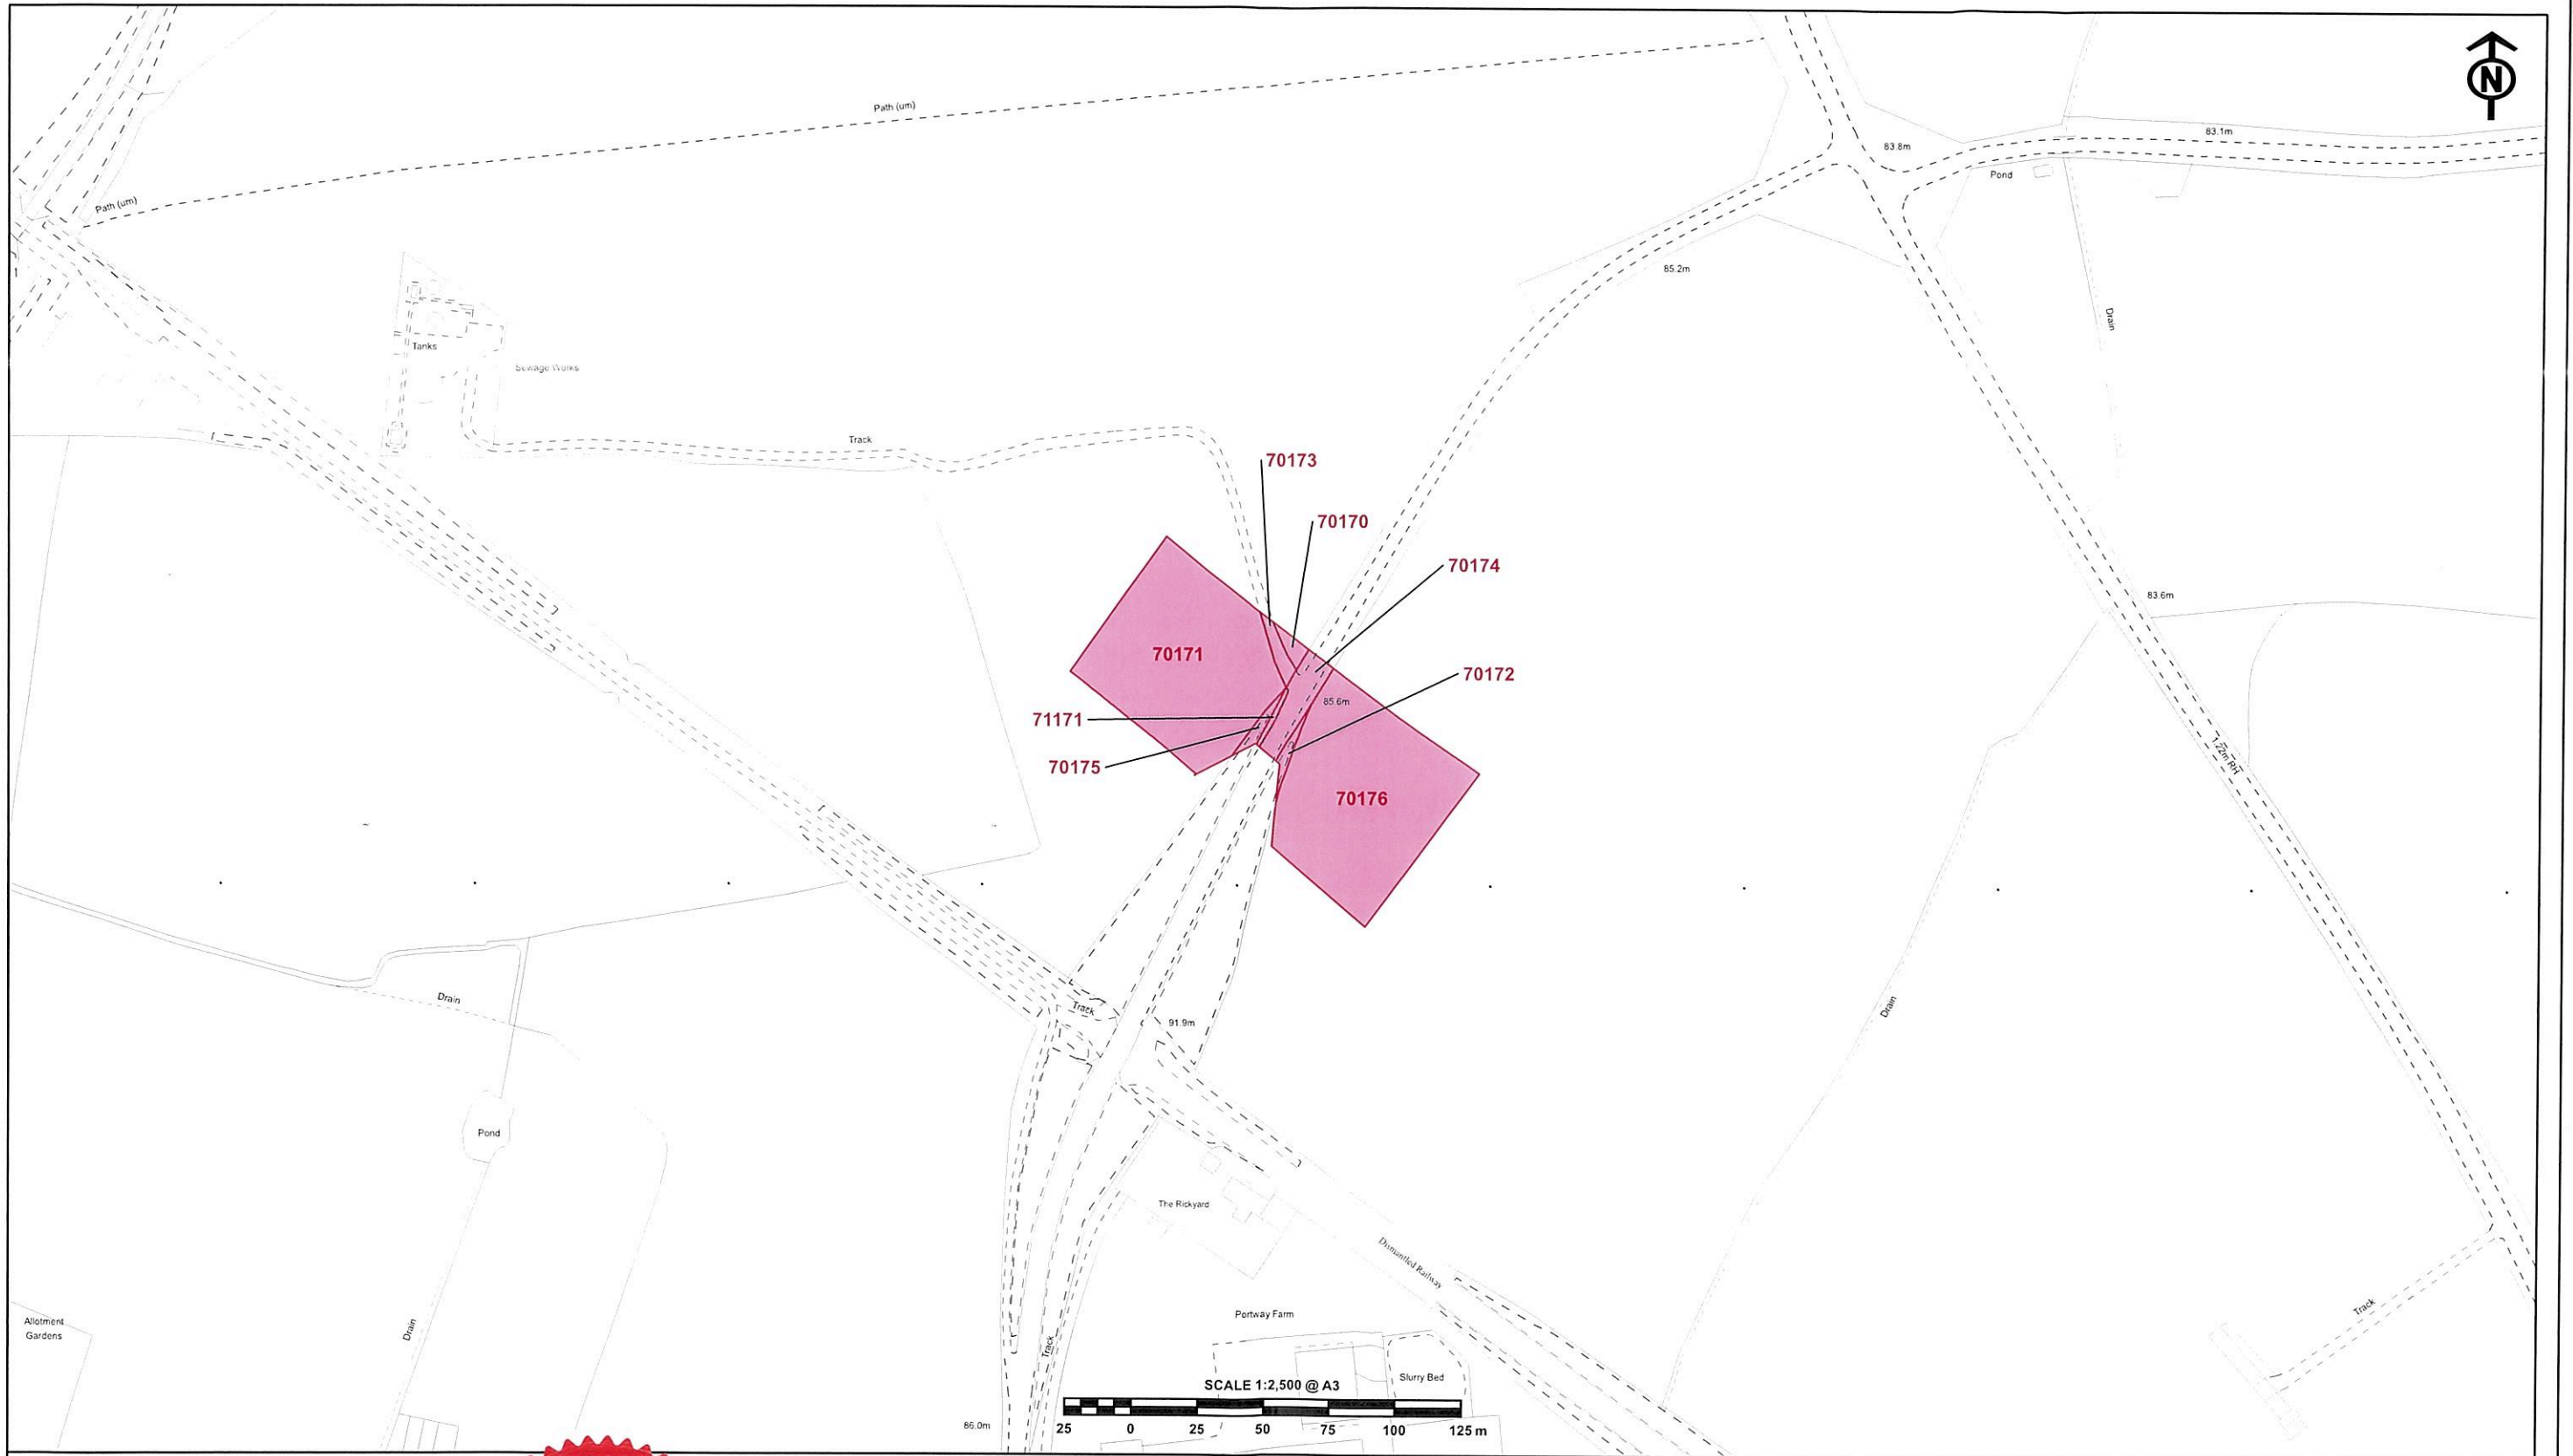 N
Path (um)
83.1m
83.8m
Pond
Path (um)
85.2m
Drain
Tanks
Sewage Works
Track
70173
70170
70174
83.6m
70171
70172
85.6m
71171
1.22m RH
70175
70176
Drain
Track
Drain
91.9m
Pond
The Rickyard
Dismantled Railway
Track
Portway Farm
Allotment
Gardens
Drain
Track
Slurry Bed
SCALE 1:2,500 @ A3
86.0m
25 0 25 50 75 100 125 m